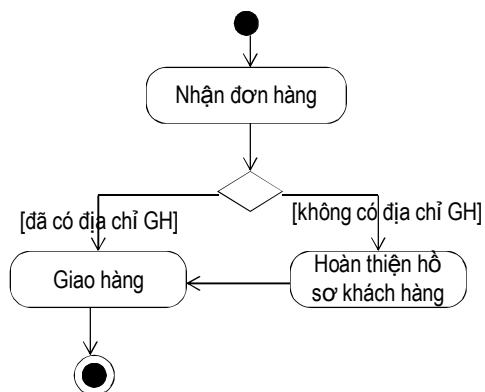 Nhận đơn hàng
[đã có địa chỉ GH]
[không có địa chỉ GH]
Giao hàng
Hoàn thiện hồ
sơ khách hàng